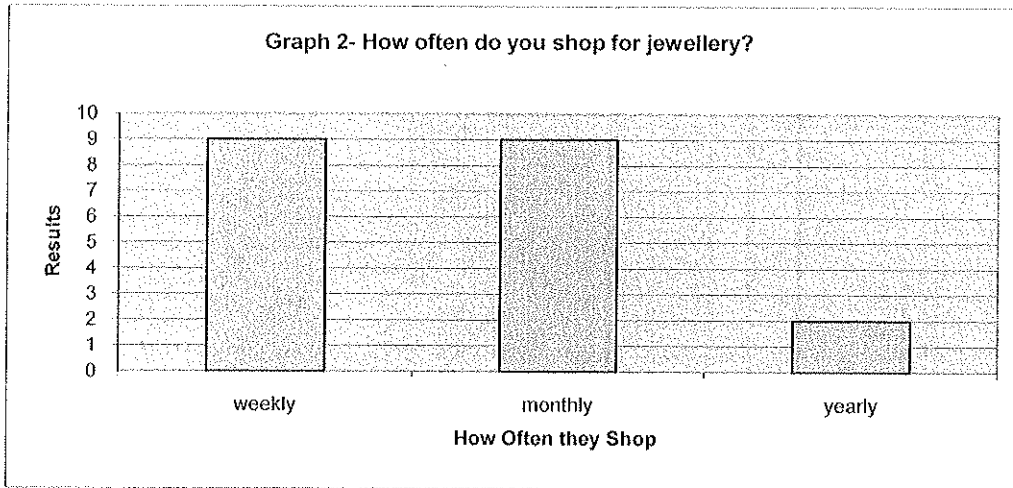 Graph 2- How often do you shop for jewellery?
10
9
8
7
6
5
4
3
2
1
0
Results
weekly monthly yearly
How Often they Shop